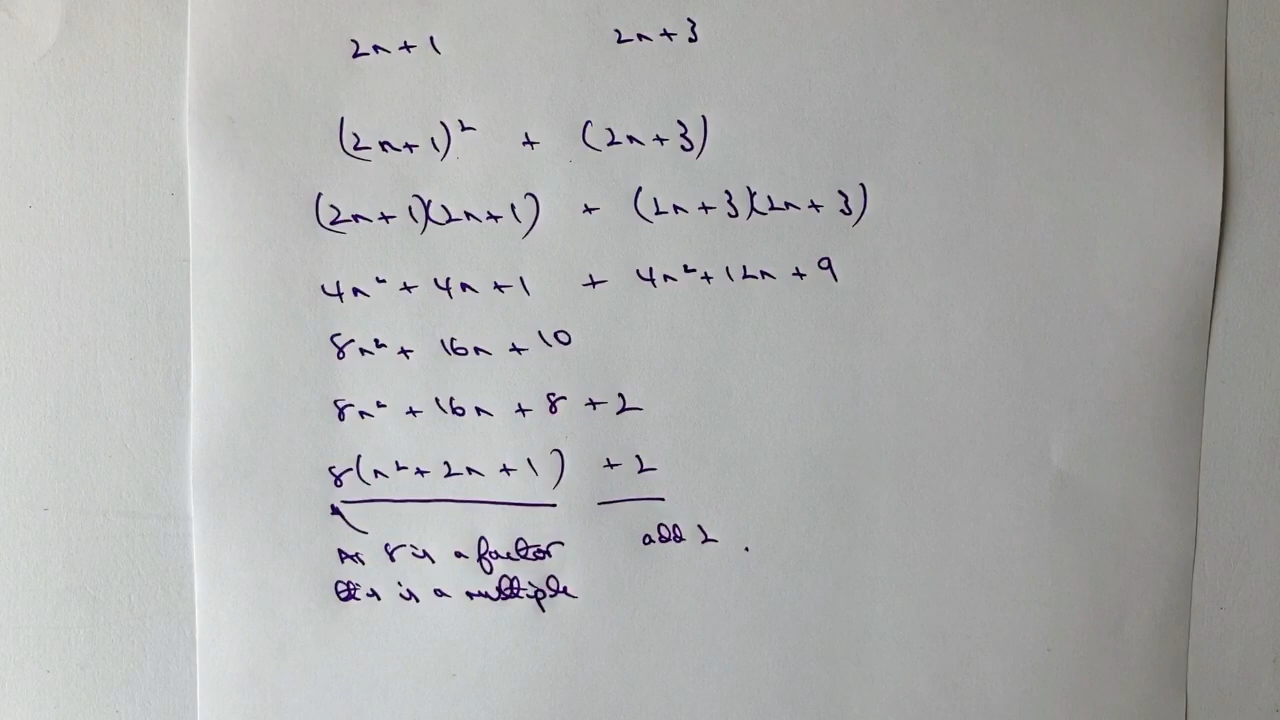 2n+1 2n+3
(2n+1)² + (2n+3)
(2n+1)(2n+1) + (2n+3)(2n+3)
4n²+4n+1 + 4n²+12n+9
8n²+16n+10
8n²+16n+8+2
8(n²+2n+1) +2
As 8 is a factor add 2.
this is a multiple